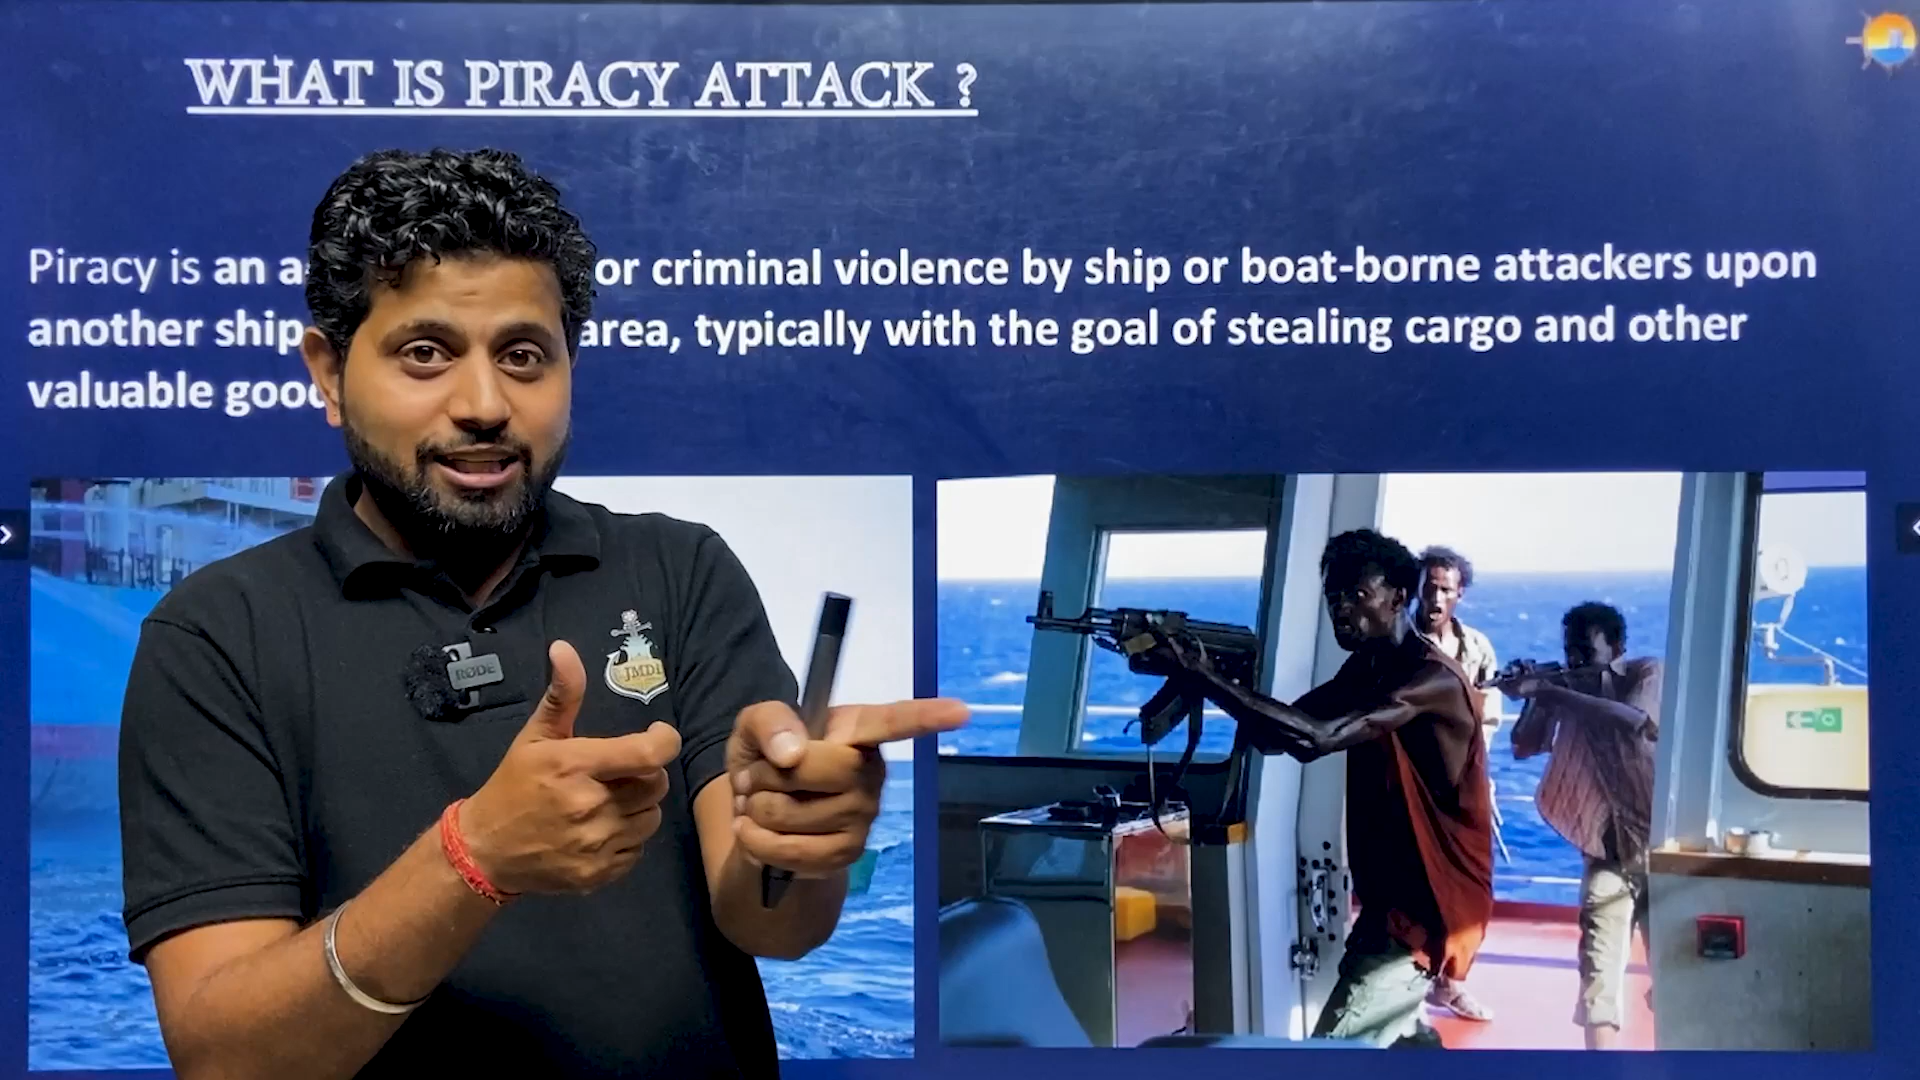 WHAT IS PIRACY ATTACK ?
Piracy is an a or criminal violence by ship or boat-borne attackers upon
another ship area, typically with the goal of stealing cargo and other
valuable
RØDE
JMDI